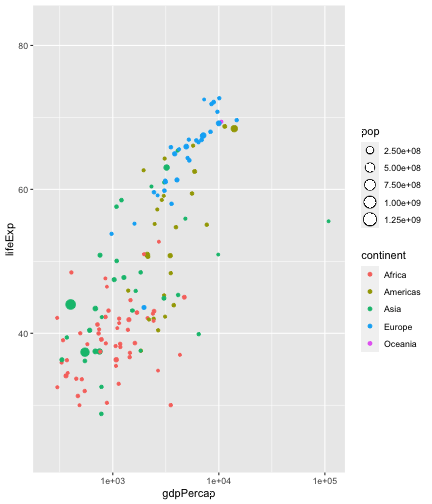 80
60
40
lifeExp
1e+03
1e+04
1e+05
gdpPercap
pop
2.50e+08
5.00e+08
7.50e+08
1.00e+09
1.25e+09
continent
Africa
Americas
Asia
Europe
Oceania